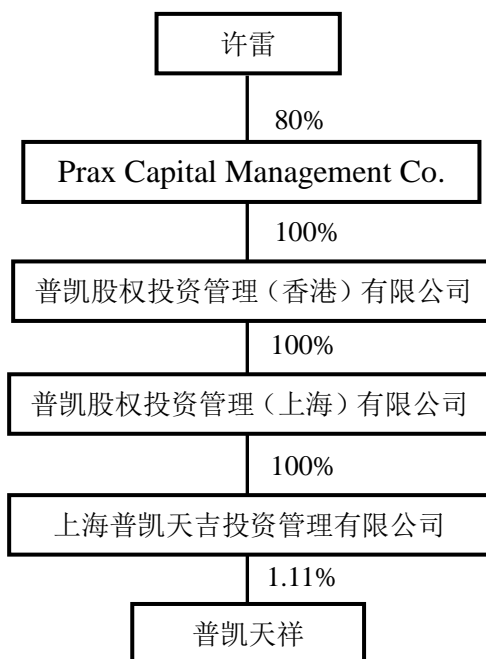 许雷
80%
Prax Capital Management Co.
100%
普凯股权投资管理（香港）有限公司
100%
普凯股权投资管理（上海）有限公司
100%
上海普凯天吉投资管理有限公司
1.11%
普凯天祥